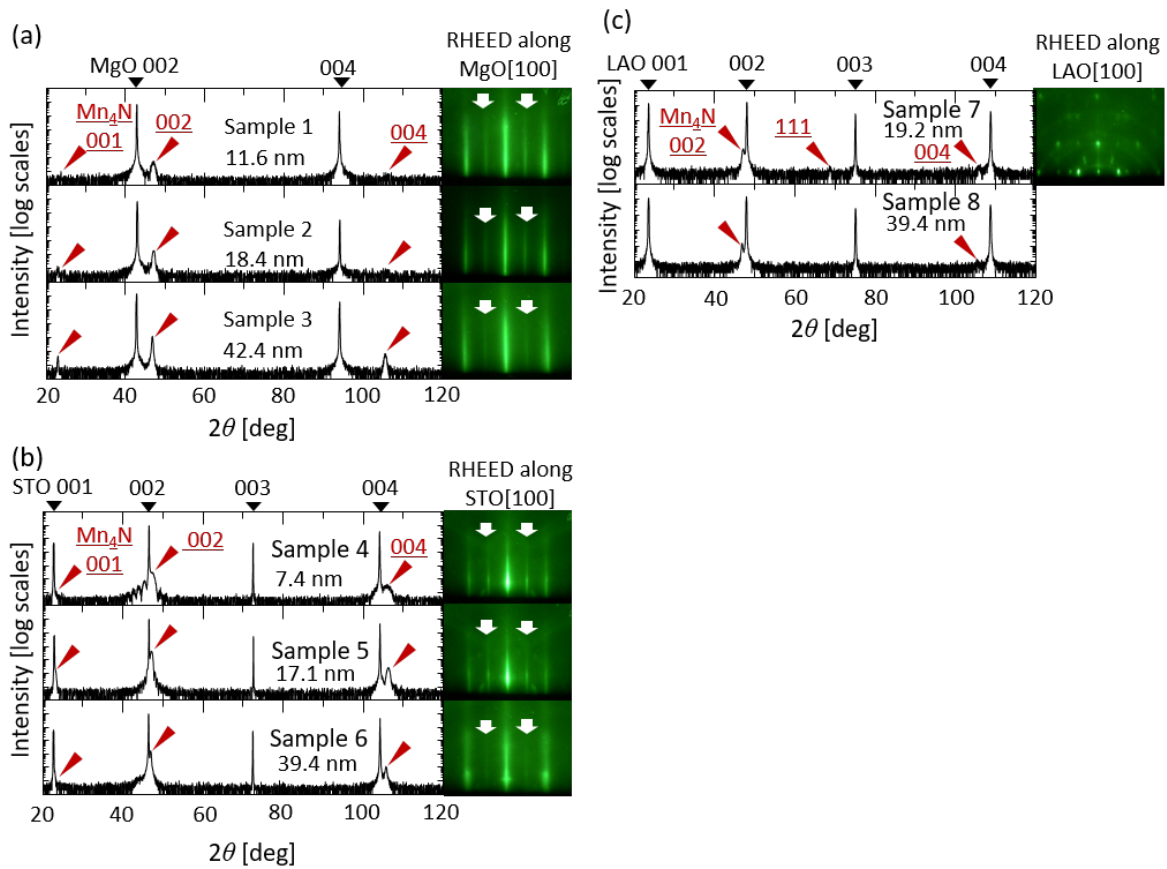 (a)
RHEED along
MgO[100]
MgO 002
004
Mn4N
001
002
004
Sample 1
11.6 nm
Sample 2
18.4 nm
Sample 3
42.4 nm
Intensity [log scales]
20 40 60 80 100 120
2θ [deg]
(b)
RHEED along
STO[100]
STO 001
002
003
004
Mn4N
001
002
004
Sample 4
7.4 nm
Sample 5
17.1 nm
Sample 6
39.4 nm
Intensity [log scales]
20 40 60 80 100 120
2θ [deg]
(c)
RHEED along
LAO[100]
LAO 001
002
003
004
Mn4N
002
111
004
Sample 7
19.2 nm
Sample 8
39.4 nm
Intensity [log scales]
20 40 60 80 100 120
2θ [deg]